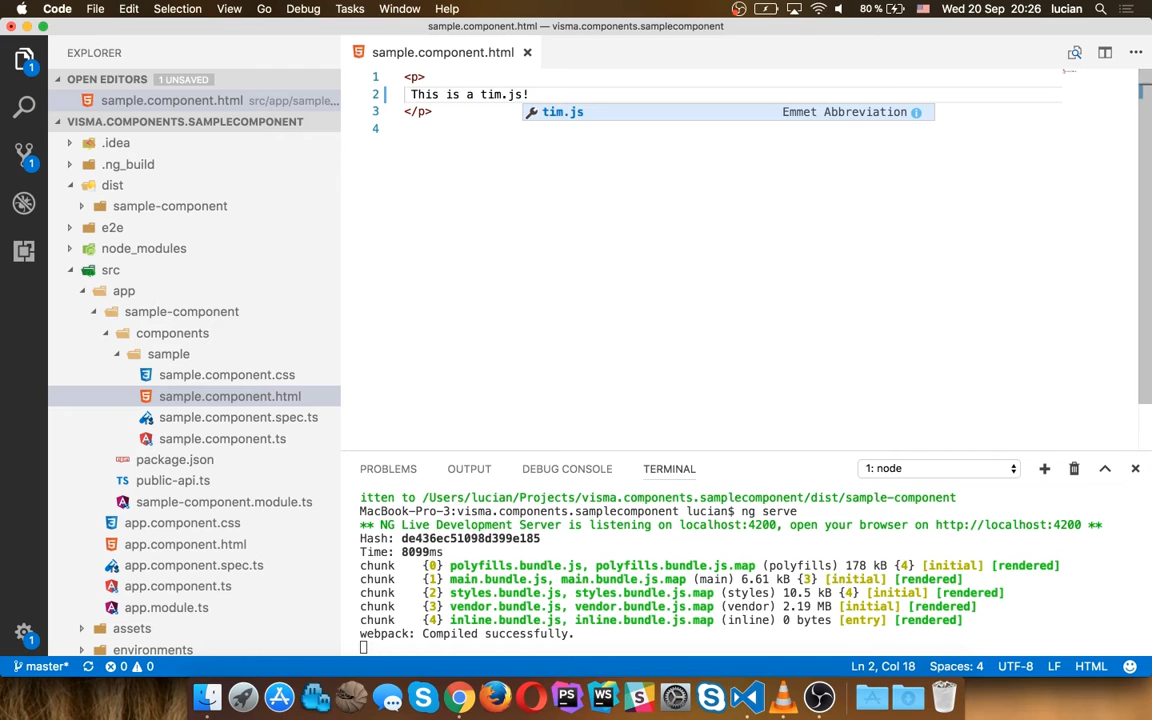 Code File Edit Selection View Go Debug Tasks Window Help 80 % Wed 20 Sep 20:26 lucian
sample.component.html — visma.components.samplecomponent
EXPLORER
OPEN EDITORS 1 UNSAVED
sample.component.html src/app/sample...
VISMA.COMPONENTS.SAMPLECOMPONENT
.idea
.ng_build
dist
sample-component
e2e
node_modules
src
app
sample-component
components
sample
sample.component.css
sample.component.html
sample.component.spec.ts
sample.component.ts
package.json
TS public-api.ts
sample-component.module.ts
app.component.css
app.component.html
app.component.spec.ts
app.component.ts
app.module.ts
assets
environments
1
1
1
sample.component.html
1 <p>
2 This is a tim.js!
3 </p>
4
tim.js Emmet Abbreviation
PROBLEMS OUTPUT DEBUG CONSOLE TERMINAL 1: node
itten to /Users/lucian/Projects/visma.components.samplecomponent/dist/sample-component
MacBook-Pro-3:visma.components.samplecomponent lucian$ ng serve
** NG Live Development Server is listening on localhost:4200, open your browser on http://localhost:4200 **
Hash: de436ec51098d399e185
Time: 8099ms
chunk {0} polyfills.bundle.js, polyfills.bundle.js.map (polyfills) 178 kB {4} [initial] [rendered]
chunk {1} main.bundle.js, main.bundle.js.map (main) 6.61 kB {3} [initial] [rendered]
chunk {2} styles.bundle.js, styles.bundle.js.map (styles) 10.5 kB {4} [initial] [rendered]
chunk {3} vendor.bundle.js, vendor.bundle.js.map (vendor) 2.19 MB [initial] [rendered]
chunk {4} inline.bundle.js, inline.bundle.js.map (inline) 0 bytes [entry] [rendered]
webpack: Compiled successfully.
master* 0 0 Ln 2, Col 18 Spaces: 4 UTF-8 LF HTML
PS WS